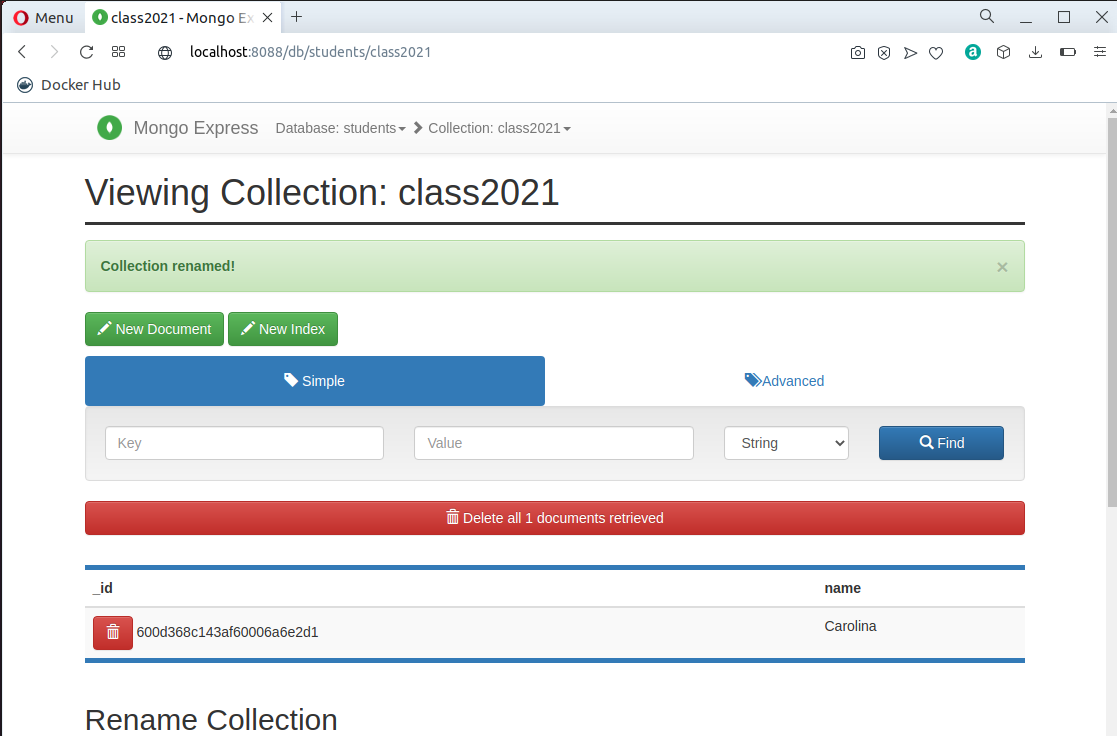 Menu
class2021 - Mongo Ex
localhost:8088/db/students/class2021
Docker Hub
Mongo Express Database: students Collection: class2021
Viewing Collection: class2021
Collection renamed! ×
New Document New Index
Simple Advanced
Key Value String Find
Delete all 1 documents retrieved
_id name
600d368c143af60006a6e2d1 Carolina
Rename Collection